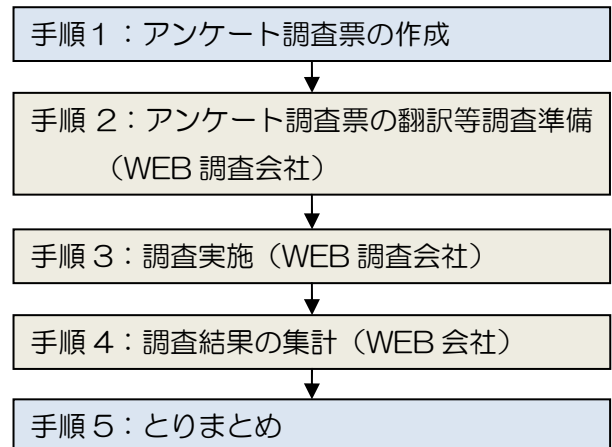 手順１：アンケート調査票の作成
手順 2：アンケート調査票の翻訳等調査準備
（WEB 調査会社）
手順 3：調査実施（WEB 調査会社）
手順 4：調査結果の集計（WEB 会社）
手順 5：とりまとめ